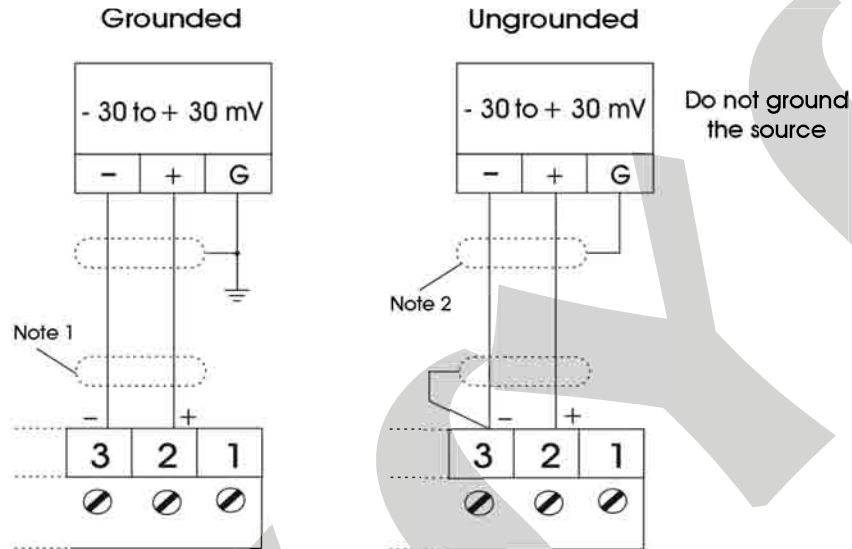 Grounded
- 30 to + 30 mV
- + G
Note 1
- +
3 2 1
Ungrounded
- 30 to + 30 mV
Do not ground
the source
- + G
Note 2
- +
3 2 1